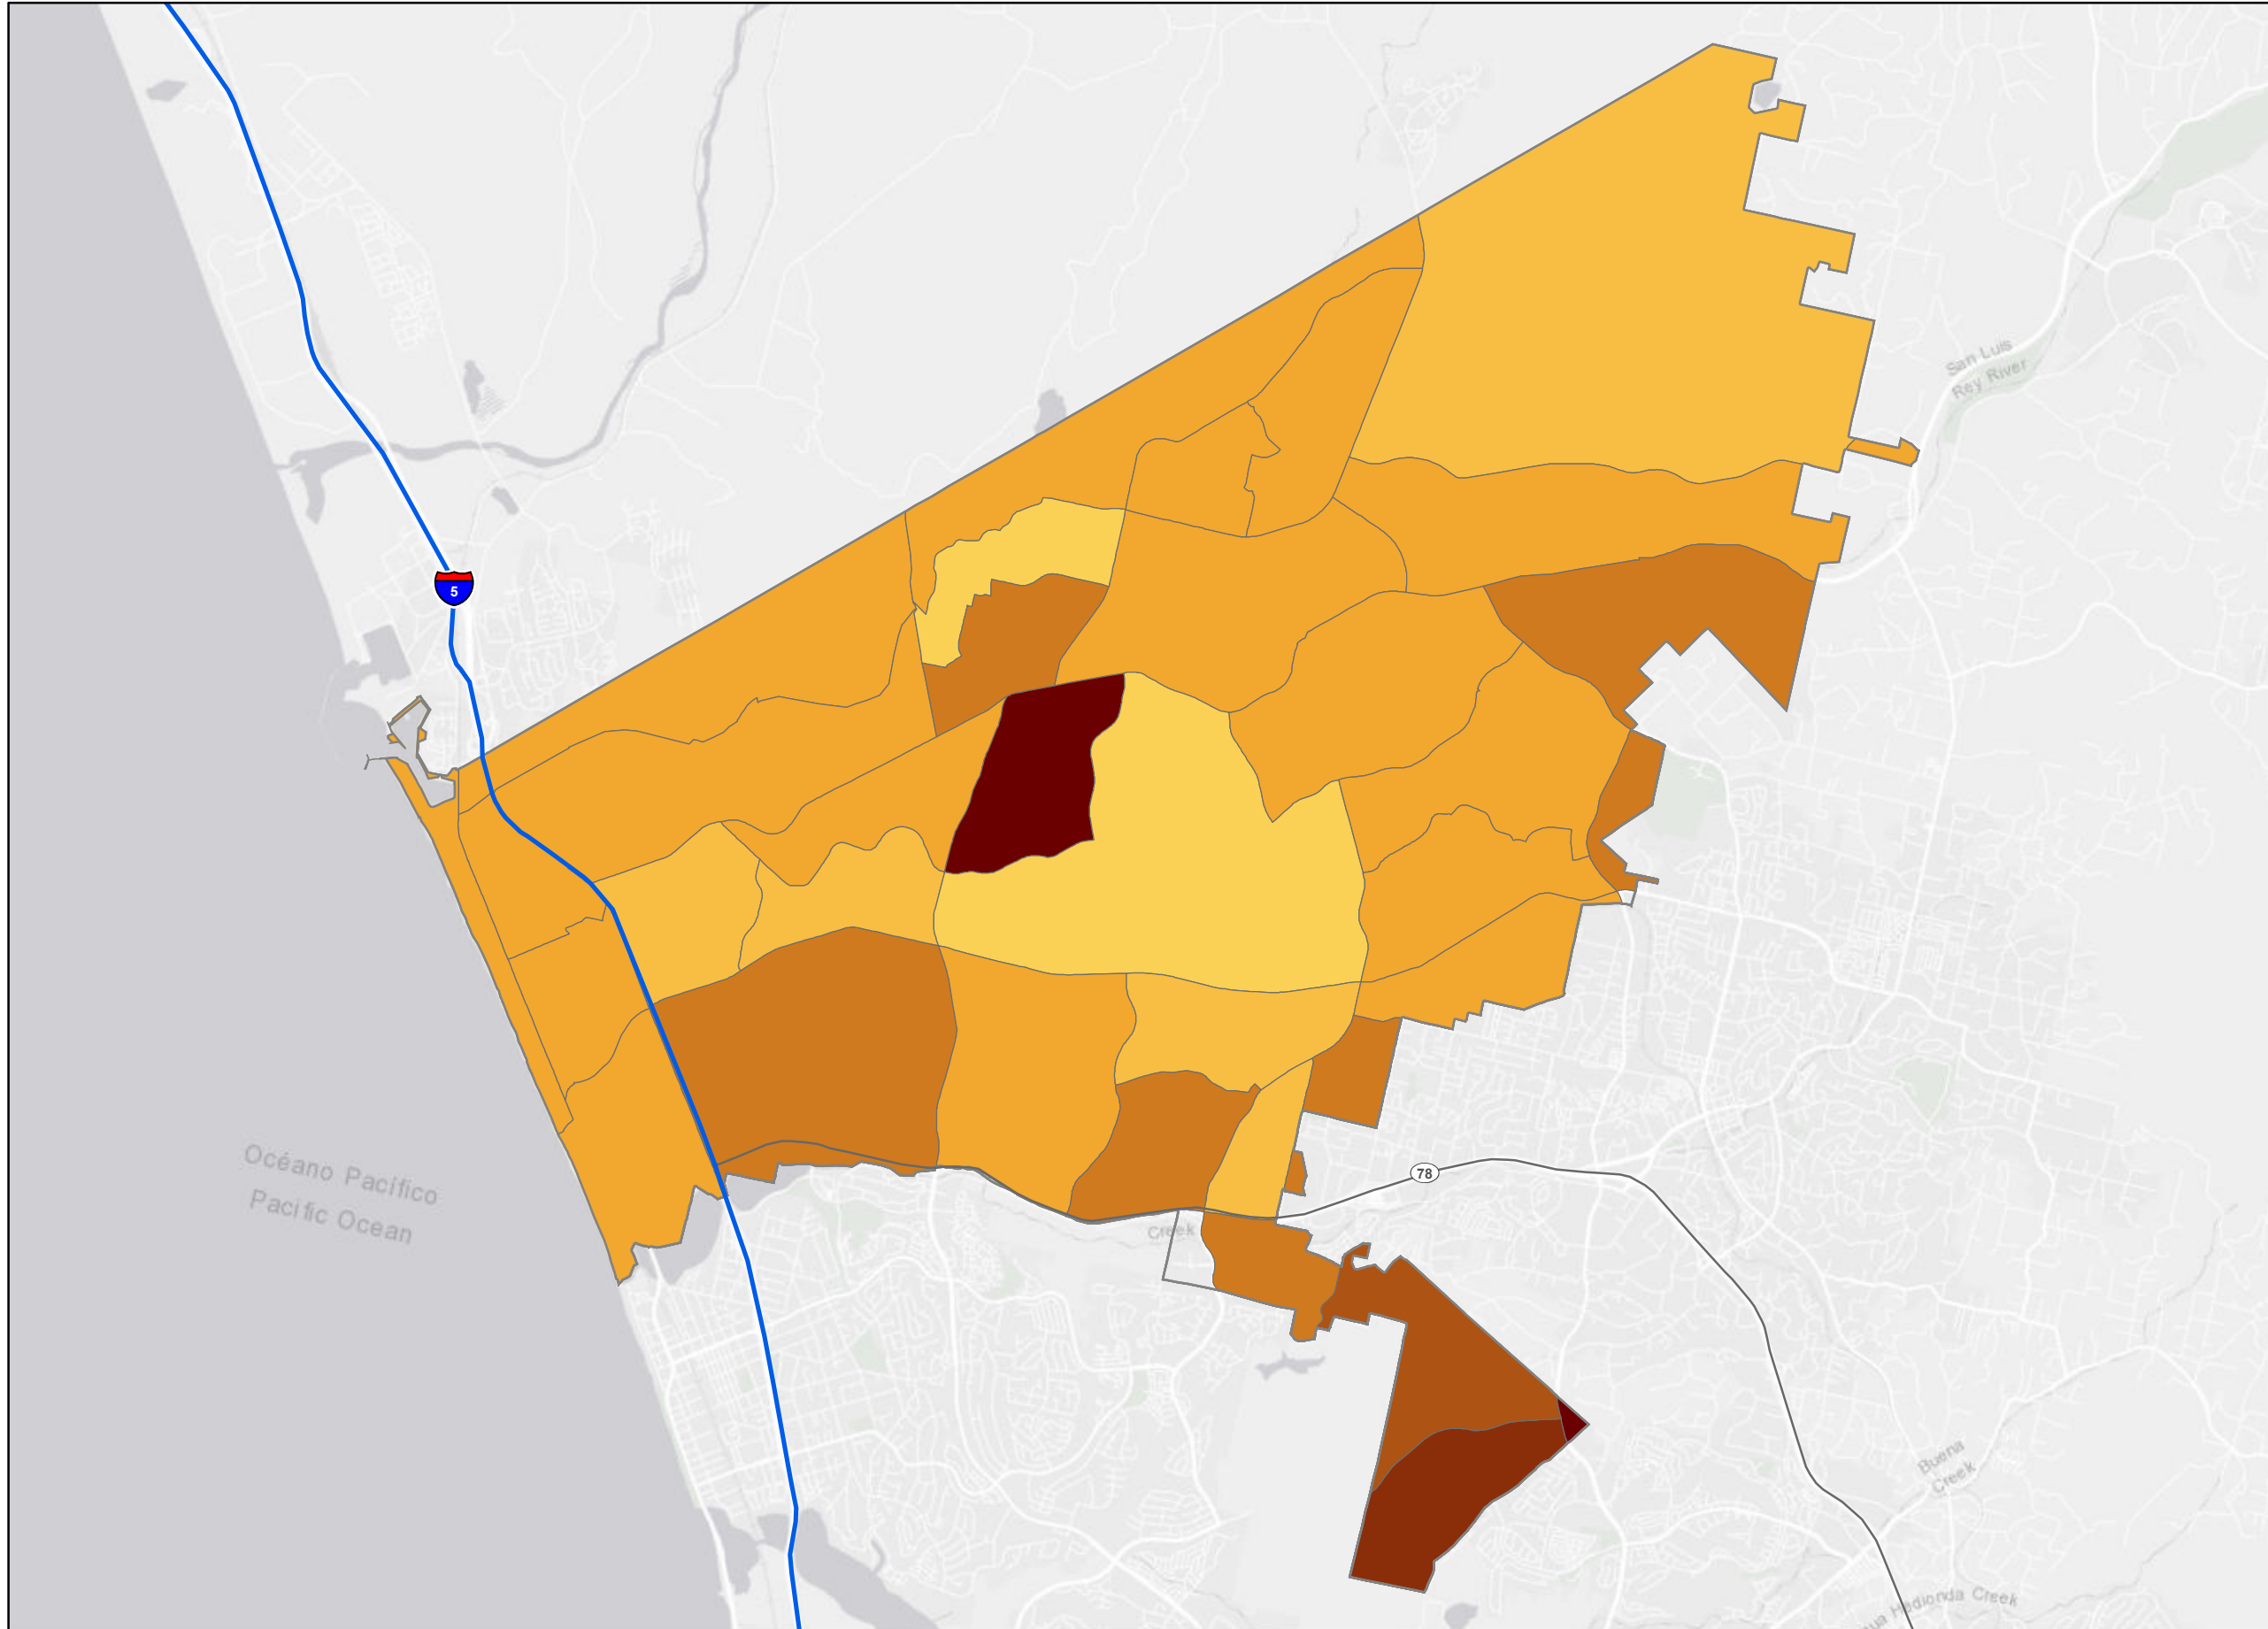 San Luis
Rey River
5
Océano Pacífico
Pacific Ocean
78
Creek
Buena
Creek
Hedionda Creek